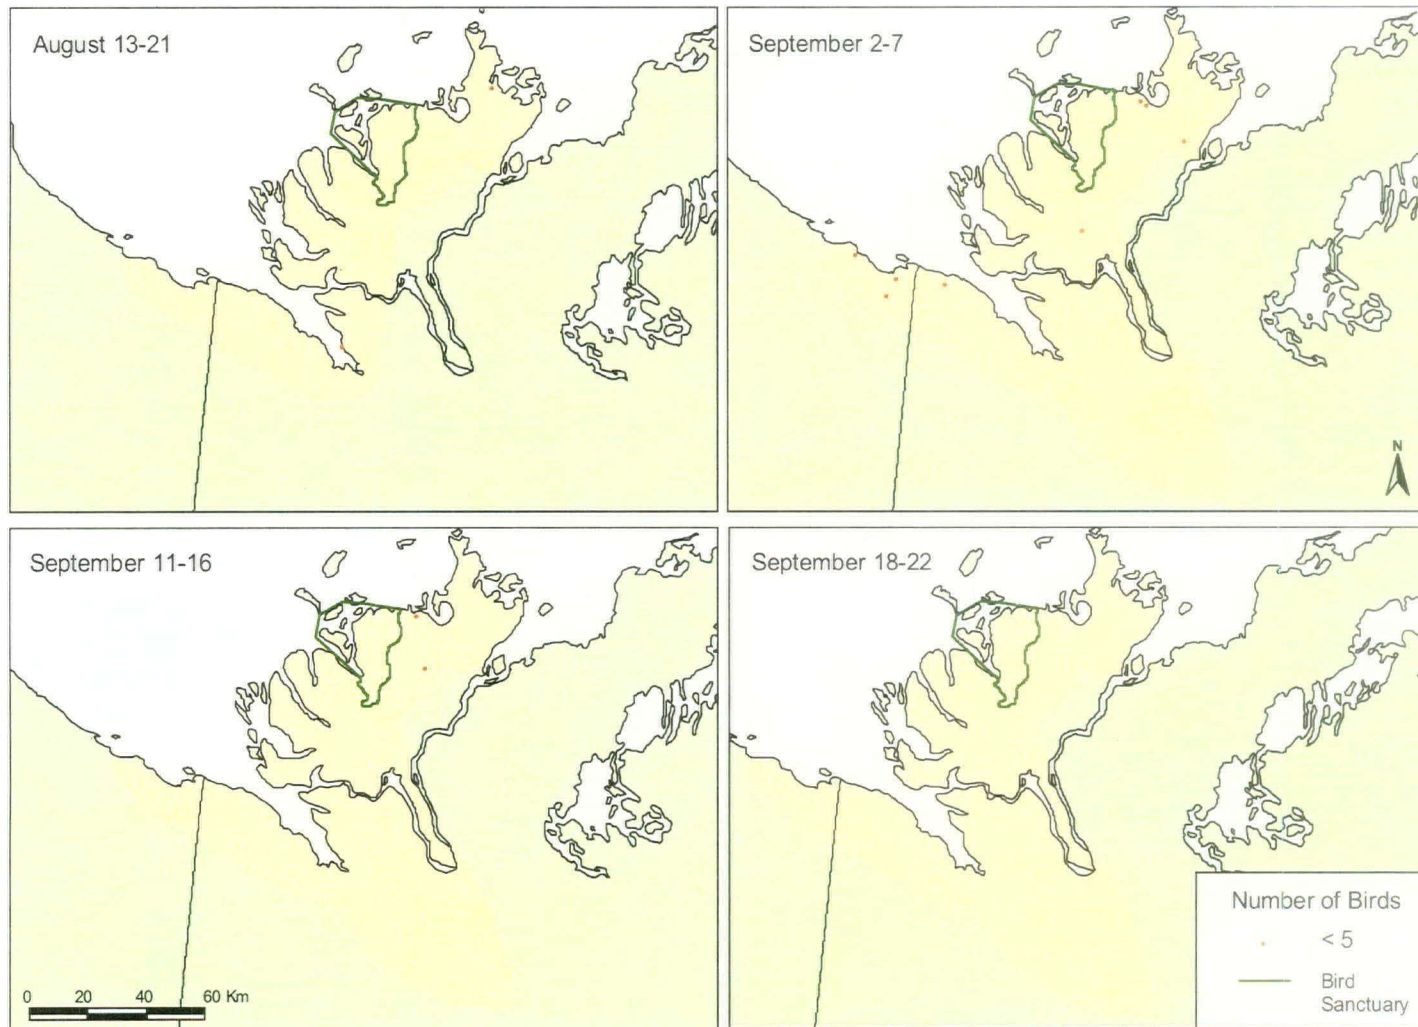 August 13-21
September 2-7
N
September 11-16
September 18-22
0 20 40 60 Km
Number of Birds
< 5
Bird
Sanctuary